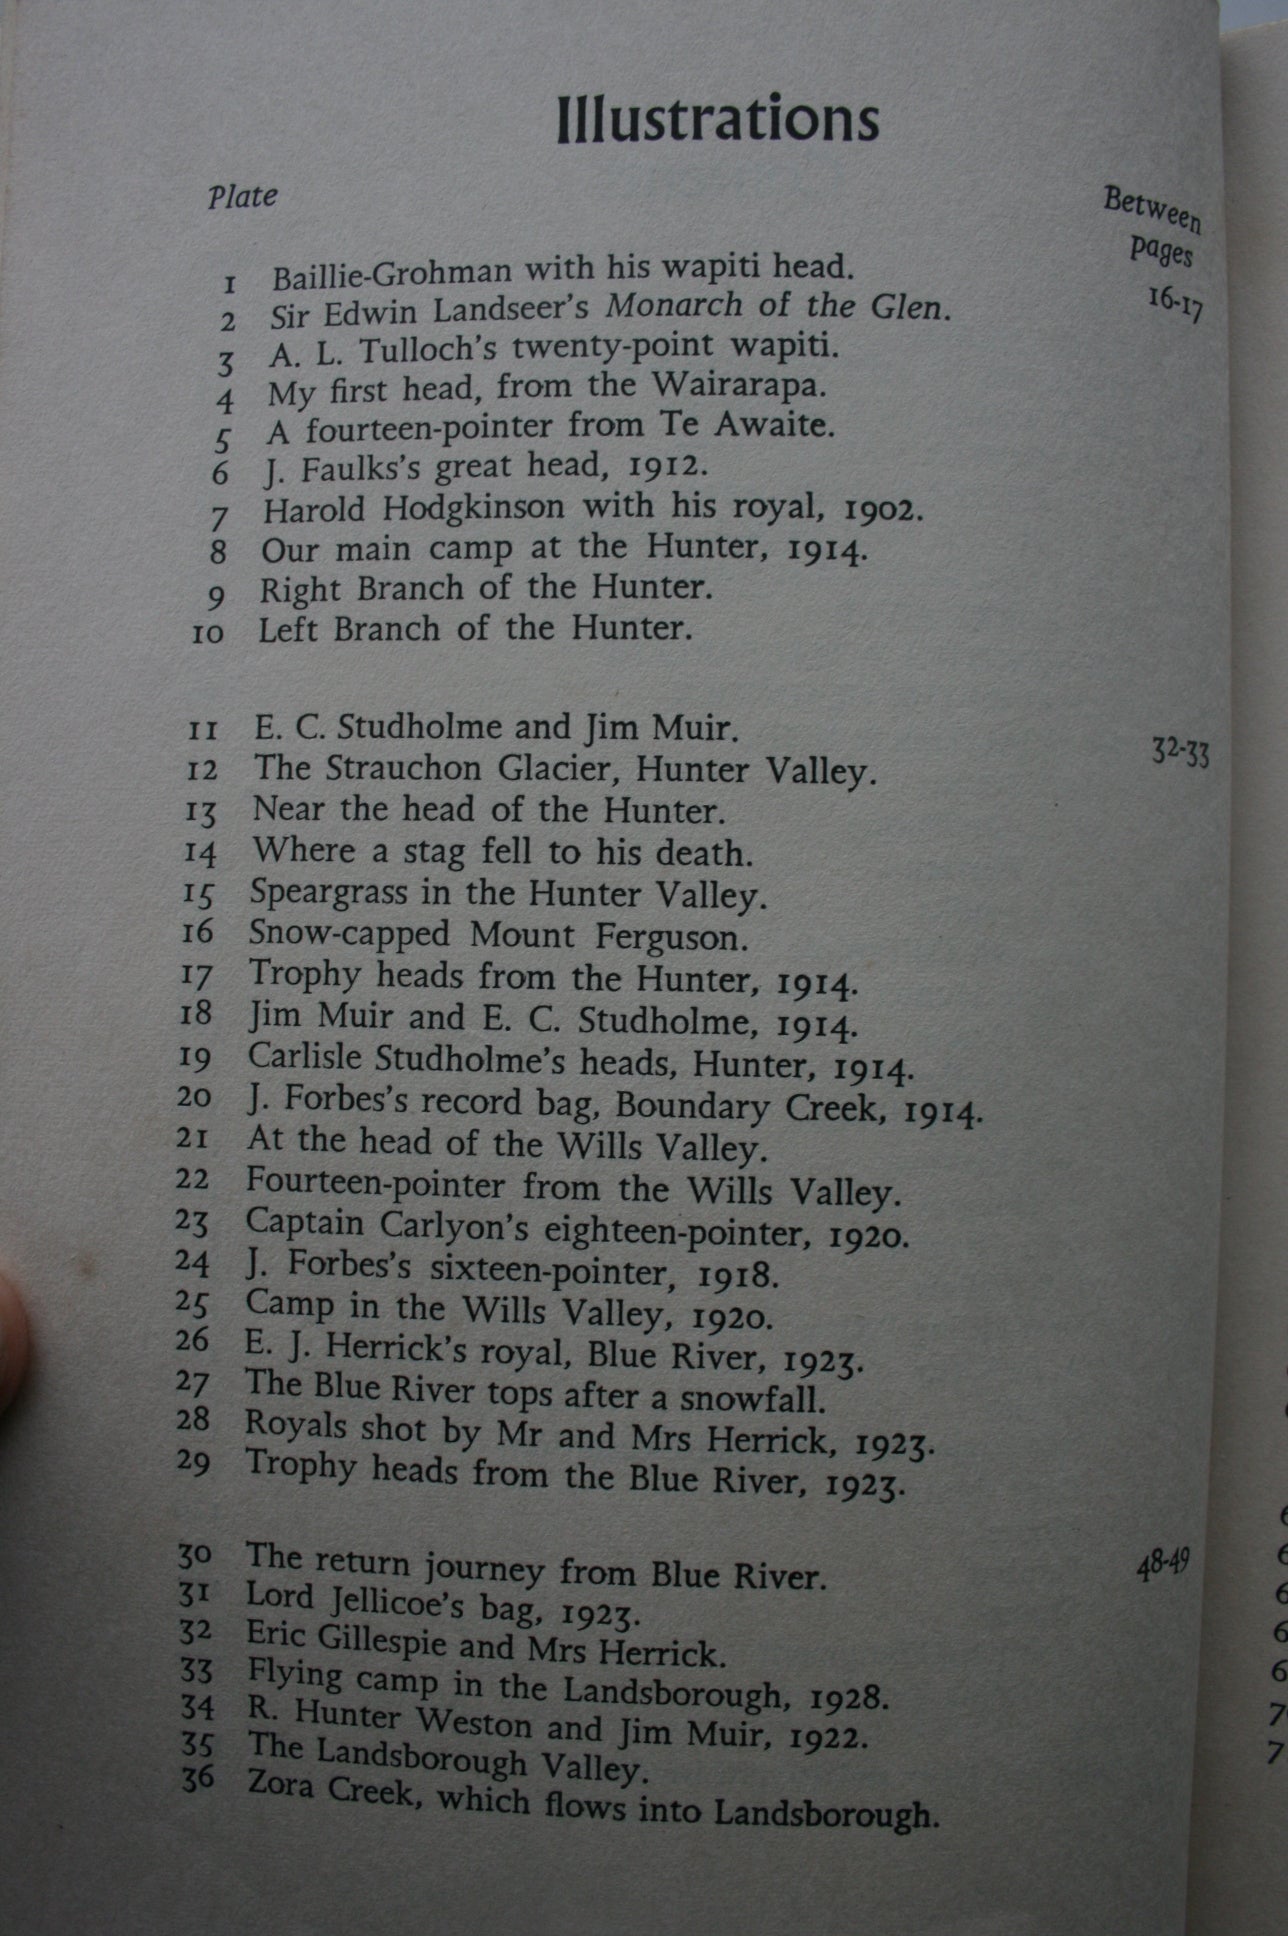 Illustrations
Plate
Between
pages
1 Baillie-Grohman with his wapiti head. 16-17
2 Sir Edwin Landseer's Monarch of the Glen.
3 A. L. Tulloch's twenty-point wapiti.
4 My first head, from the Wairarapa.
5 A fourteen-pointer from Te Awaite.
6 J. Faulks's great head, 1912.
7 Harold Hodgkinson with his royal, 1902.
8 Our main camp at the Hunter, 1914.
9 Right Branch of the Hunter.
10 Left Branch of the Hunter.
11 E. C. Studholme and Jim Muir. 32-33
12 The Strauchon Glacier, Hunter Valley.
13 Near the head of the Hunter.
14 Where a stag fell to his death.
15 Speargrass in the Hunter Valley.
16 Snow-capped Mount Ferguson.
17 Trophy heads from the Hunter, 1914.
18 Jim Muir and E. C. Studholme, 1914.
19 Carlisle Studholme's heads, Hunter, 1914.
20 J. Forbes's record bag, Boundary Creek, 1914.
21 At the head of the Wills Valley.
22 Fourteen-pointer from the Wills Valley.
23 Captain Carlyon's eighteen-pointer, 1920.
24 J. Forbes's sixteen-pointer, 1918.
25 Camp in the Wills Valley, 1920.
26 E. J. Herrick's royal, Blue River, 1923.
27 The Blue River tops after a snowfall.
28 Royals shot by Mr and Mrs Herrick, 1923.
29 Trophy heads from the Blue River, 1923.
30 The return journey from Blue River. 48-49
31 Lord Jellicoe's bag, 1923.
32 Eric Gillespie and Mrs Herrick.
33 Flying camp in the Landsborough, 1928.
34 R. Hunter Weston and Jim Muir, 1922.
35 The Landsborough Valley.
36 Zora Creek, which flows into Landsborough.